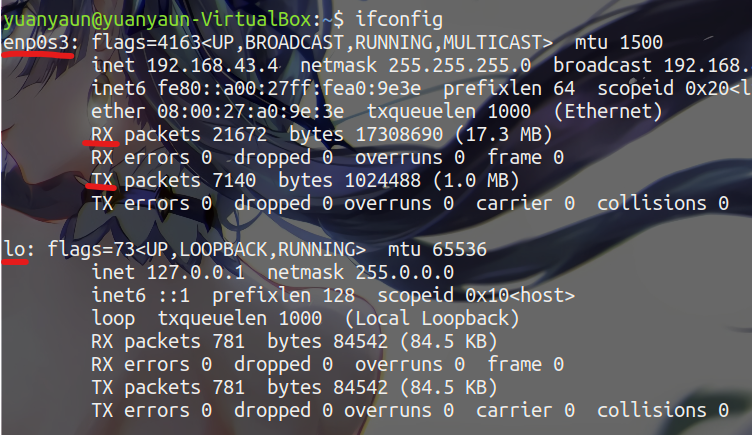 yuanyaun@yuanyaun-VirtualBox:~$ ifconfig
enp0s3: flags=4163<UP,BROADCAST,RUNNING,MULTICAST>  mtu 1500
        inet 192.168.43.4  netmask 255.255.255.0  broadcast 192.168.
        inet6 fe80::a00:27ff:fea0:9e3e  prefixlen 64  scopeid 0x20<l
        ether 08:00:27:a0:9e:3e  txqueuelen 1000  (Ethernet)
        RX packets 21672  bytes 17308690 (17.3 MB)
        RX errors 0  dropped 0  overruns 0  frame 0
        TX packets 7140  bytes 1024488 (1.0 MB)
        TX errors 0  dropped 0 overruns 0  carrier 0  collisions 0
lo: flags=73<UP,LOOPBACK,RUNNING>  mtu 65536
        inet 127.0.0.1  netmask 255.0.0.0
        inet6 ::1  prefixlen 128  scopeid 0x10<host>
        loop  txqueuelen 1000  (Local Loopback)
        RX packets 781  bytes 84542 (84.5 KB)
        RX errors 0  dropped 0  overruns 0  frame 0
        TX packets 781  bytes 84542 (84.5 KB)
        TX errors 0  dropped 0 overruns 0  carrier 0  collisions 0